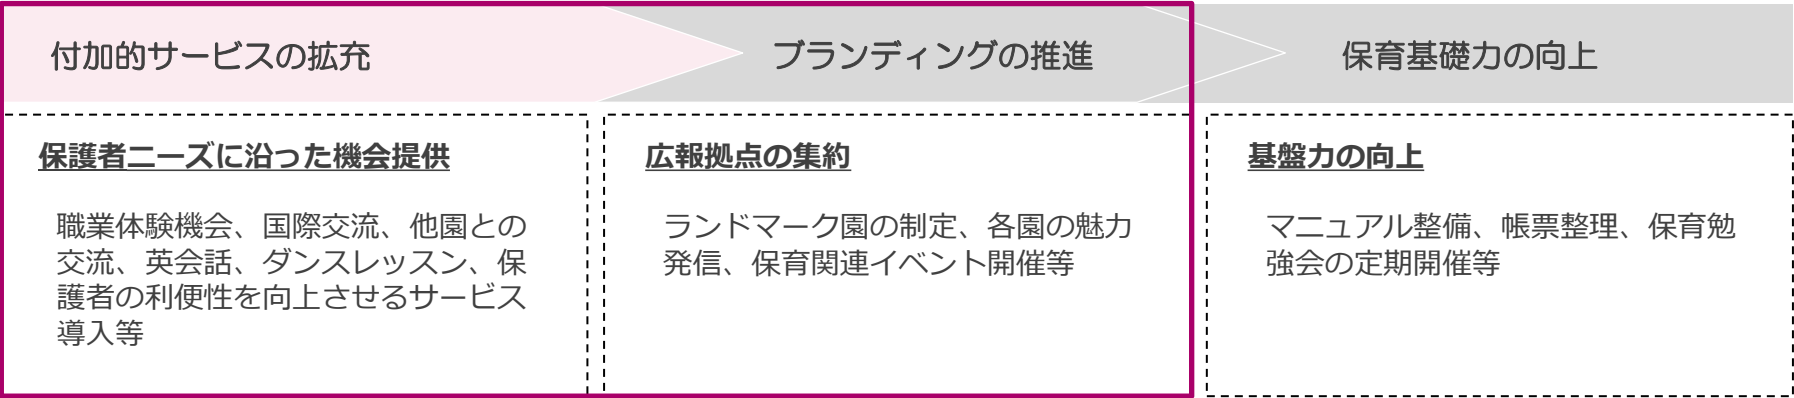 付加的サービスの拡充
ブランディングの推進
保育基礎力の向上
保護者ニーズに沿った機会提供
職業体験機会、国際交流、他園との
交流、英会話、ダンスレッスン、保
護者の利便性を向上させるサービス
導入等
広報拠点の集約
ランドマーク園の制定、各園の魅力
発信、保育関連イベント開催等
基盤力の向上
マニュアル整備、帳票整理、保育勉
強会の定期開催等